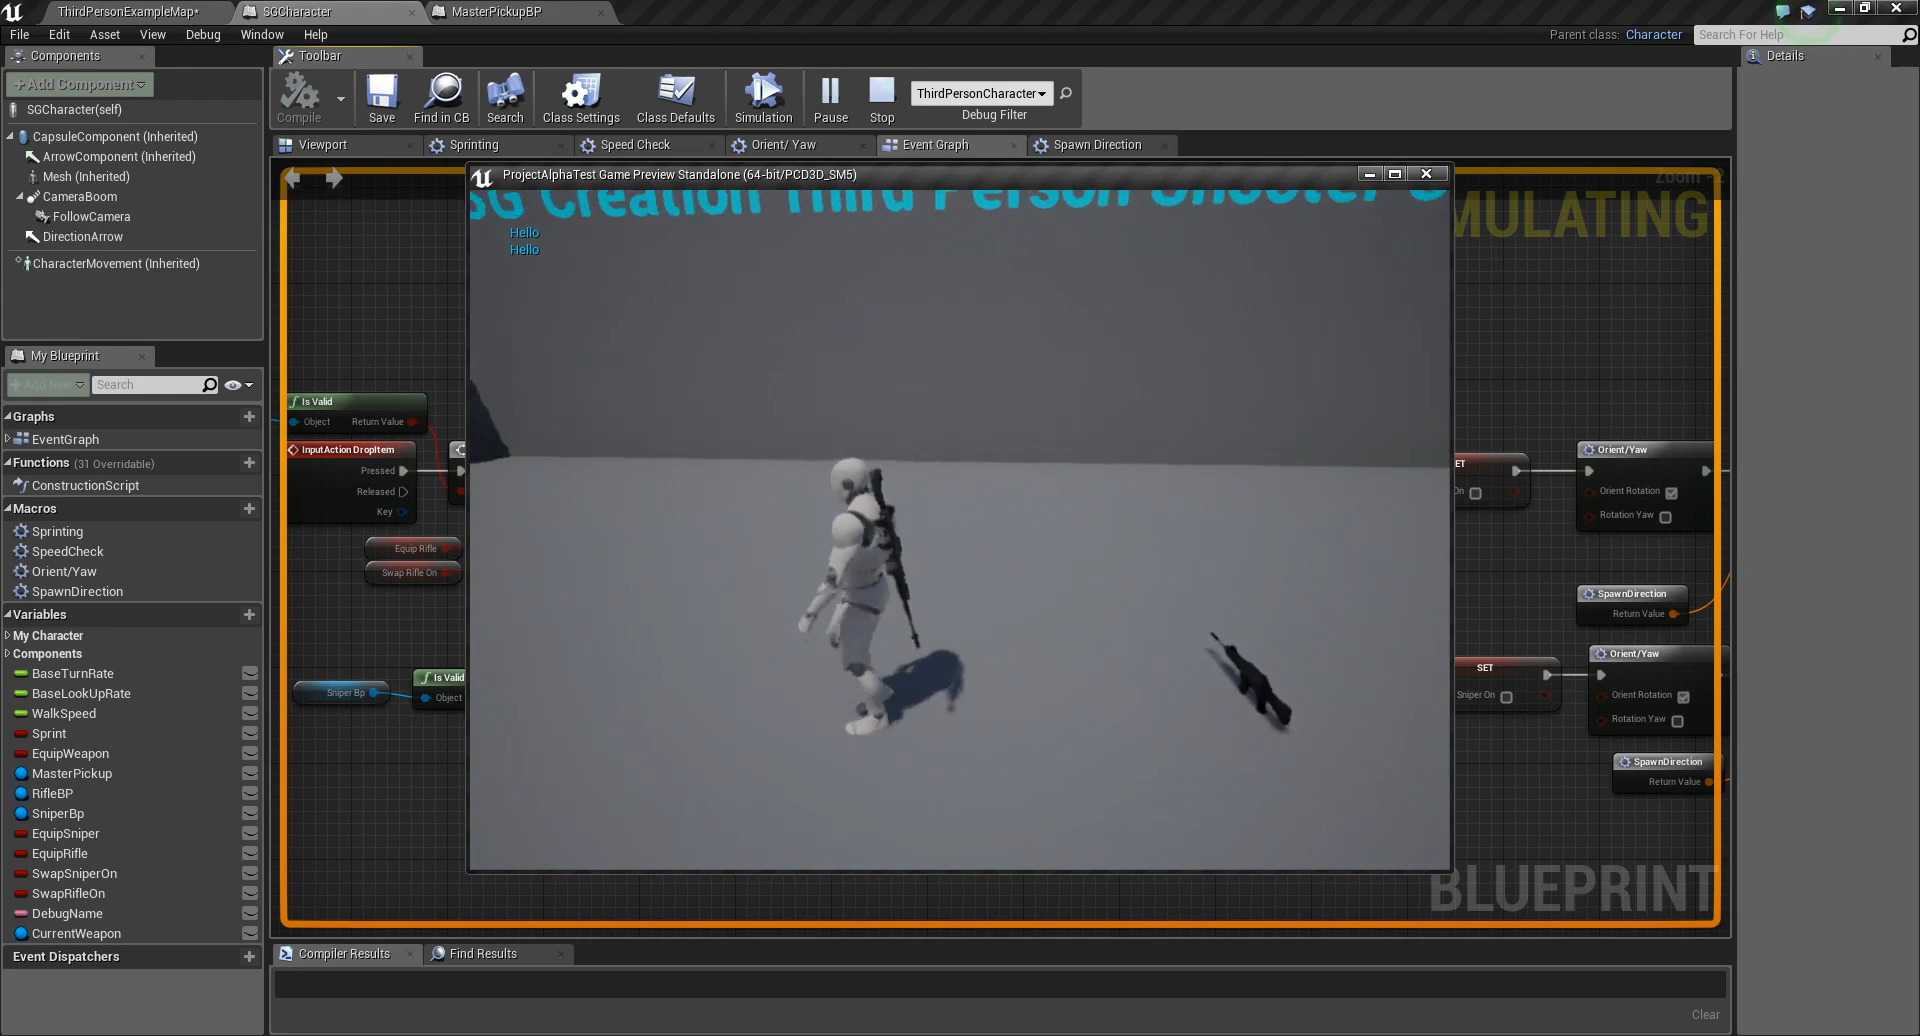 ThirdPersonExampleMap*
SGCharacter
MasterPickupBP
File Edit Asset View Debug Window Help
Parent class: Character
Search For Help
Components
Toolbar
Details
+Add Component
SGCharacter(self)
CapsuleComponent (Inherited)
ArrowComponent (Inherited)
Mesh (Inherited)
CameraBoom
FollowCamera
DirectionArrow
CharacterMovement (Inherited)
Compile
Save
Find in CB
Search
Class Settings
Class Defaults
Simulation
Pause
Stop
ThirdPersonCharacter
Debug Filter
Viewport
Sprinting
Speed Check
Orient/ Yaw
Event Graph
Spawn Direction
ProjectAlphaTest Game Preview Standalone (64-bit/PCD3D_SM5)
SG Creation Third Person Shooter
Hello
Hello
Zoom -2
MULATING
My Blueprint
+ Add New
Search
Graphs
EventGraph
Functions (31 Overridable)
ConstructionScript
Macros
Sprinting
SpeedCheck
Orient/Yaw
SpawnDirection
Variables
My Character
Components
BaseTurnRate
BaseLookUpRate
WalkSpeed
Sprint
EquipWeapon
MasterPickup
RifleBP
SniperBp
EquipSniper
EquipRifle
SwapSniperOn
SwapRifleOn
DebugName
CurrentWeapon
Event Dispatchers
Is Valid
Object Return Value
InputAction DropItem
Pressed
Released
Key
Equip Rifle
Swap Rifle On
Sniper Bp
Is Valid
Object
ET
On
Orient/Yaw
Orient Rotation
Rotation Yaw
SpawnDirection
Return Value
SET
Sniper On
Orient/Yaw
Orient Rotation
Rotation Yaw
SpawnDirection
Return Value
BLUEPRINT
Compiler Results
Find Results
Clear